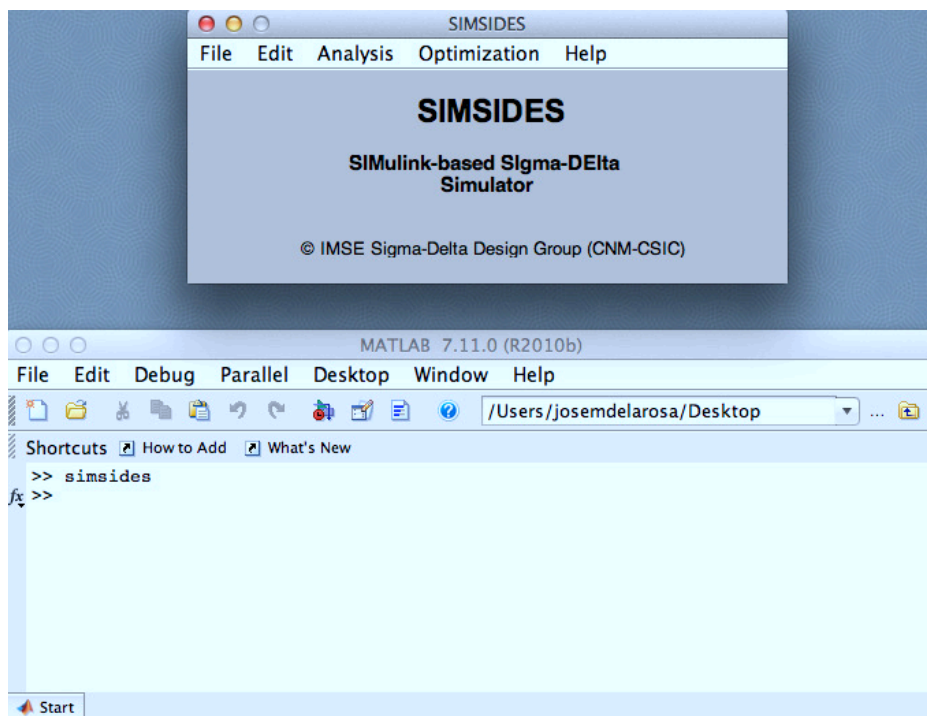 SIMSIDES
File Edit Analysis Optimization Help
SIMSIDES
SIMulink-based SIgma-DElta
Simulator
© IMSE Sigma-Delta Design Group (CNM-CSIC)
MATLAB 7.11.0 (R2010b)
File Edit Debug Parallel Desktop Window Help
/Users/josemdelarosa/Desktop ...
Shortcuts How to Add What's New
>> simsides
fx >>
Start